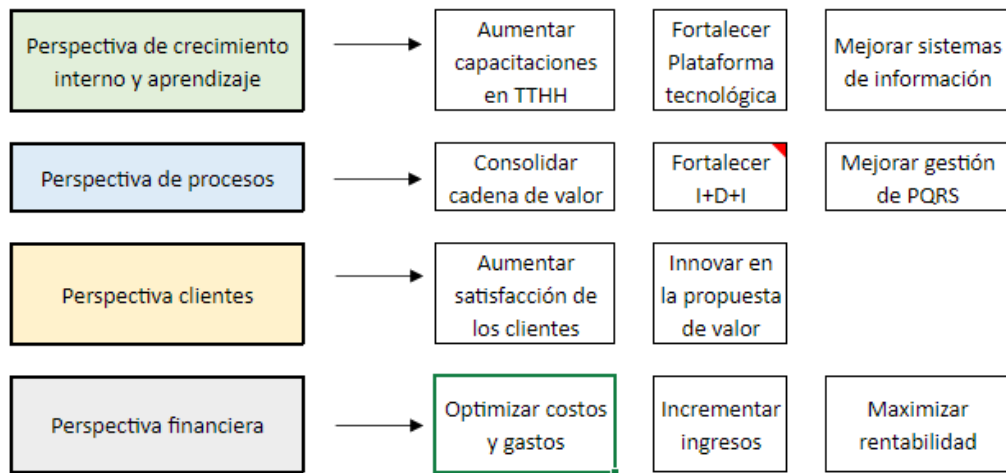 Perspectiva de crecimiento
interno y aprendizaje
Aumentar
capacitaciones
en TTHH
Fortalecer
Plataforma
tecnológica
Mejorar sistemas
de información
Perspectiva de procesos
Consolidar
cadena de valor
Fortalecer
I+D+I
Mejorar gestión
de PQRS
Perspectiva clientes
Aumentar
satisfacción de
los clientes
Innovar en
la propuesta
de valor
Perspectiva financiera
Optimizar costos
y gastos
Incrementar
ingresos
Maximizar
rentabilidad